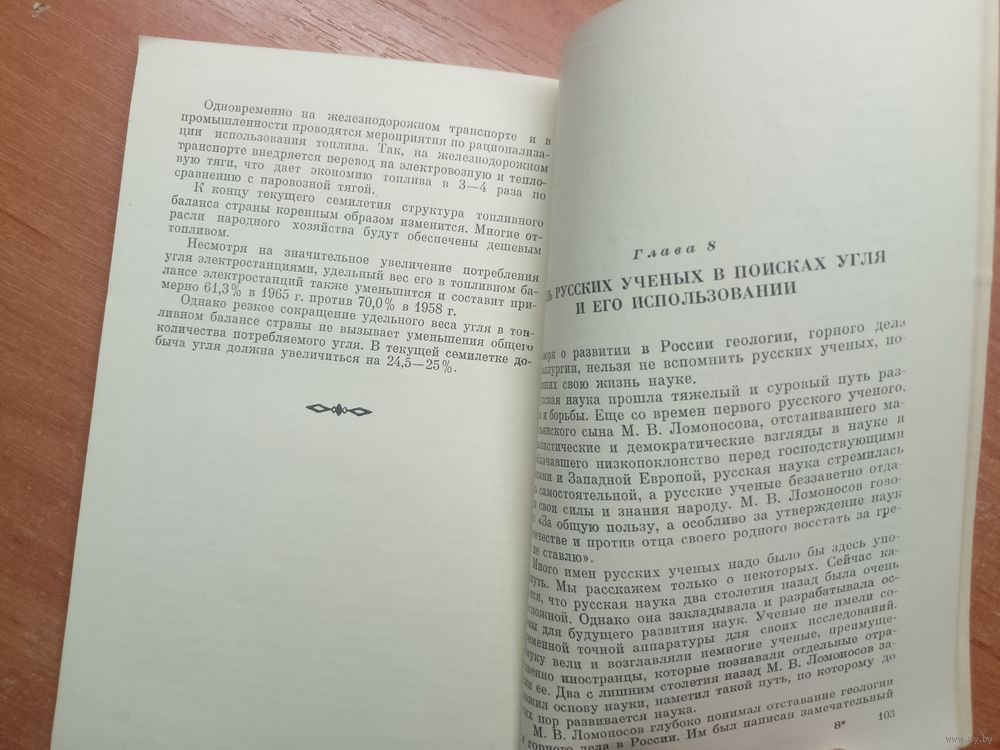 Одновременно на железнодорожном транспорте и в
промышленности проводятся мероприятия по рационализа-
ции использования топлива. Так, на железнодорожном
транспорте внедряется перевод на электровозную и тепло-
вую тяги, что дает экономию топлива в 3—4 раза по
сравнению с паровозной тягой.
К концу текущего семилетия структура топливного
баланса страны коренным образом изменится. Многие от-
расли народного хозяйства будут обеспечены дешевым
топливом.
Несмотря на значительное увеличение потребления
угля электростанциями, удельный вес его в топливном ба-
лансе электростанций также уменьшится и составит при-
мерно 61,3% в 1965 г. против 70,0% в 1958 г.
Однако резкое сокращение удельного веса угля в топ-
ливном балансе страны не вызывает уменьшения общего
количества потребляемого угля. В текущей семилетке до-
быча угля должна увеличиться на 24,5—25%.
Глава 8
РУССКИХ УЧЕНЫХ В ПОИСКАХ УГЛЯ
И ЕГО ИСПОЛЬЗОВАНИИ
о развитии в России геологии, горного дела
нельзя не вспомнить русских ученых, по-
свою жизнь науке.
наука прошла тяжелый и суровый путь раз-
и борьбы. Еще со времен первого русского ученого,
сына М. В. Ломоносова, отстаивавшего ма-
и демократические взгляды в науке и
низкопоклонство перед господствующими
и Западной Европой, русская наука стремилась
самостоятельной, а русские ученые беззаветно отда-
свои силы и знания народу. М. В. Ломоносов гово-
«За общую пользу, а особливо за утверждение наук
и против отца своего родного восстать за гре-
не ставлю».
Много имен русских ученых надо было бы здесь упо-
Мы расскажем только о некоторых. Сейчас ка-
что русская наука два столетия назад была очень
Однако она закладывала и разрабатывала ос-
для будущего развития наук. Ученые не имели со-
точной аппаратуры для своих исследований.
вели и возглавляли немногие ученые, преимуще-
иностранцы, которые познавали отдельные отра-
ее. Два с лишним столетия назад М. В. Ломоносов за-
основу науки, наметил такой путь, по которому до
пор развивается наука.
М. В. Ломоносов глубоко понимал отставание геологии
и горного дела в России. Им был написан замечательный
8* 103
ay.by